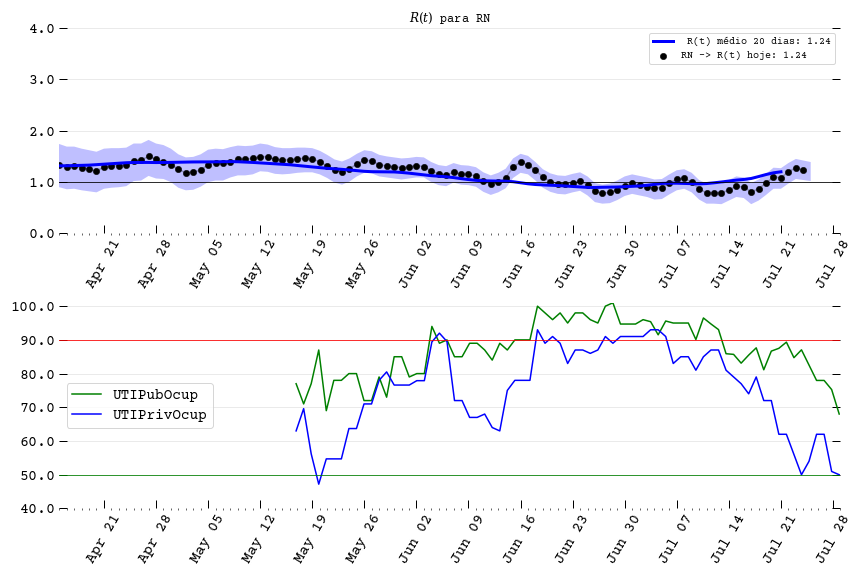 R(t) para RN
R(t) médio 20 dias: 1.24
RN -> R(t) hoje: 1.24
4.0
3.0
2.0
1.0
0.0
Apr 21
Apr 28
May 05
May 12
May 19
May 26
Jun 02
Jun 09
Jun 16
Jun 23
Jun 30
Jul 07
Jul 14
Jul 21
Jul 28
100.0
90.0
80.0
70.0
60.0
50.0
40.0
UTIPubOcup
UTIPrivOcup
Apr 21
Apr 28
May 05
May 12
May 19
May 26
Jun 02
Jun 09
Jun 16
Jun 23
Jun 30
Jul 07
Jul 14
Jul 21
Jul 28